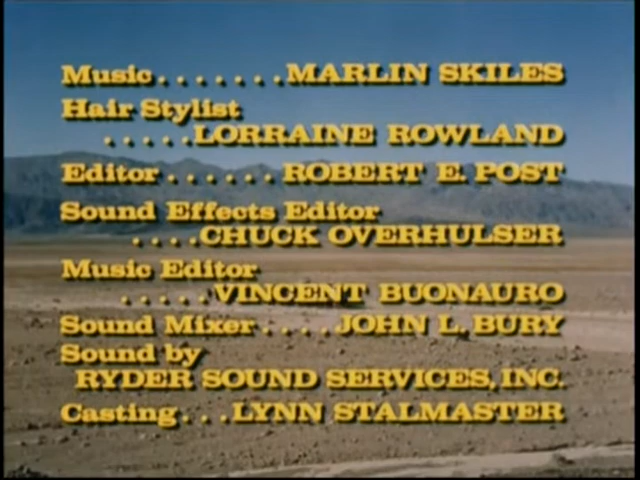 Music.......MARLIN SKILES
Hair Stylist
.....LORRAINE ROWLAND
Editor......ROBERT E. POST
Sound Effects Editor
....CHUCK OVERHULSER
Music Editor
.....VINCENT BUONAURO
Sound Mixer....JOHN L. BURY
Sound by
RYDER SOUND SERVICES, INC.
Casting...LYNN STALMASTER